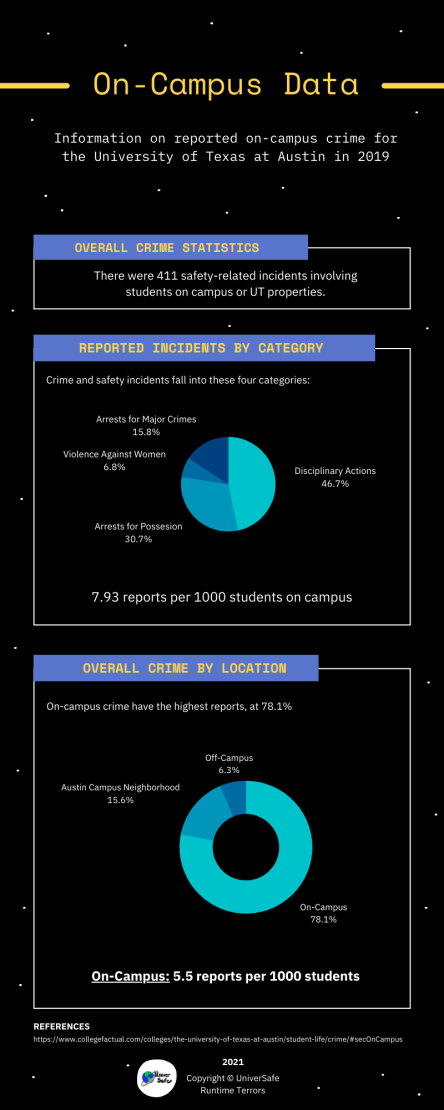 On-Campus Data
Information on reported on-campus crime for
the University of Texas at Austin in 2019
OVERALL CRIME STATISTICS
There were 411 safety-related incidents involving
students on campus or UT properties.
REPORTED INCIDENTS BY CATEGORY
Crime and safety incidents fall into these four categories:
Arrests for Major Crimes
15.8%
Violence Against Women
6.8%
Disciplinary Actions
46.7%
Arrests for Possesion
30.7%
7.93 reports per 1000 students on campus
OVERALL CRIME BY LOCATION
On-campus crime have the highest reports, at 78.1%
Off-Campus
6.3%
Austin Campus Neighborhood
15.6%
On-Campus
78.1%
On-Campus: 5.5 reports per 1000 students
REFERENCES
https://www.collegefactual.com/colleges/the-university-of-texas-at-austin/student-life/crime/#secOnCampus
Univer
Safe
2021
Copyright © UniverSafe
Runtime Terrors